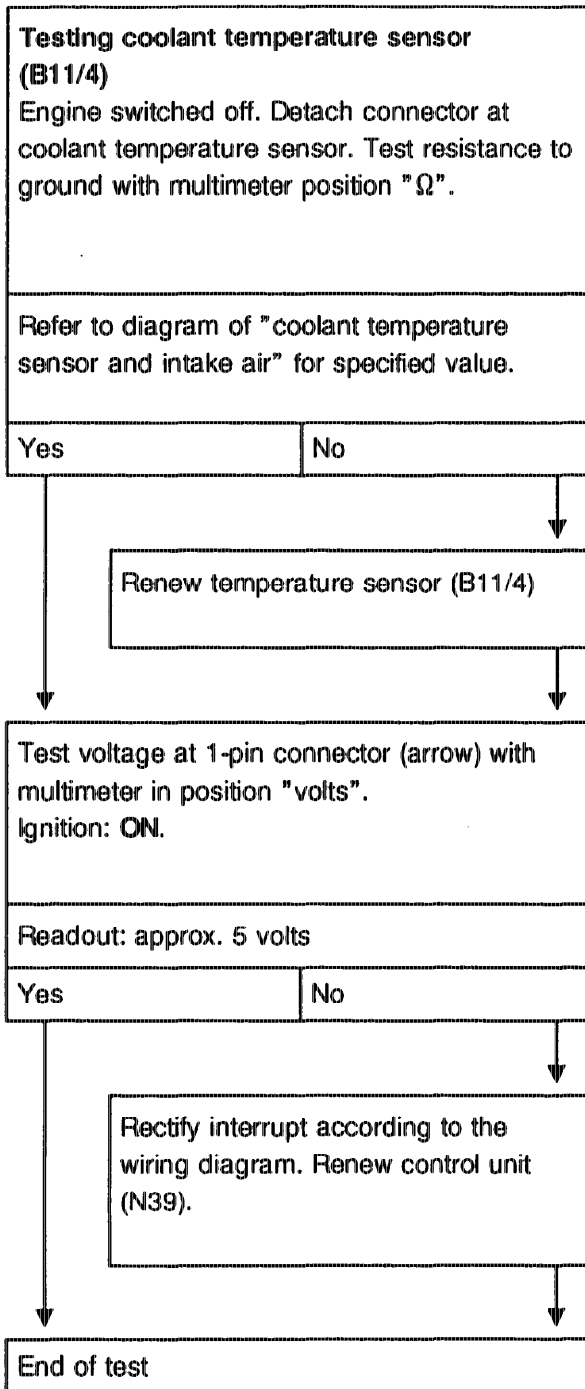 Testing coolant temperature sensor
(B11/4)
Engine switched off. Detach connector at
coolant temperature sensor. Test resistance to
ground with multimeter position "Ω".
Refer to diagram of "coolant temperature
sensor and intake air" for specified value.
Yes
No
Renew temperature sensor (B11/4)
Test voltage at 1-pin connector (arrow) with
multimeter in position "volts".
Ignition: ON.
Readout: approx. 5 volts
Yes
No
Rectify interrupt according to the
wiring diagram. Renew control unit
(N39).
End of test